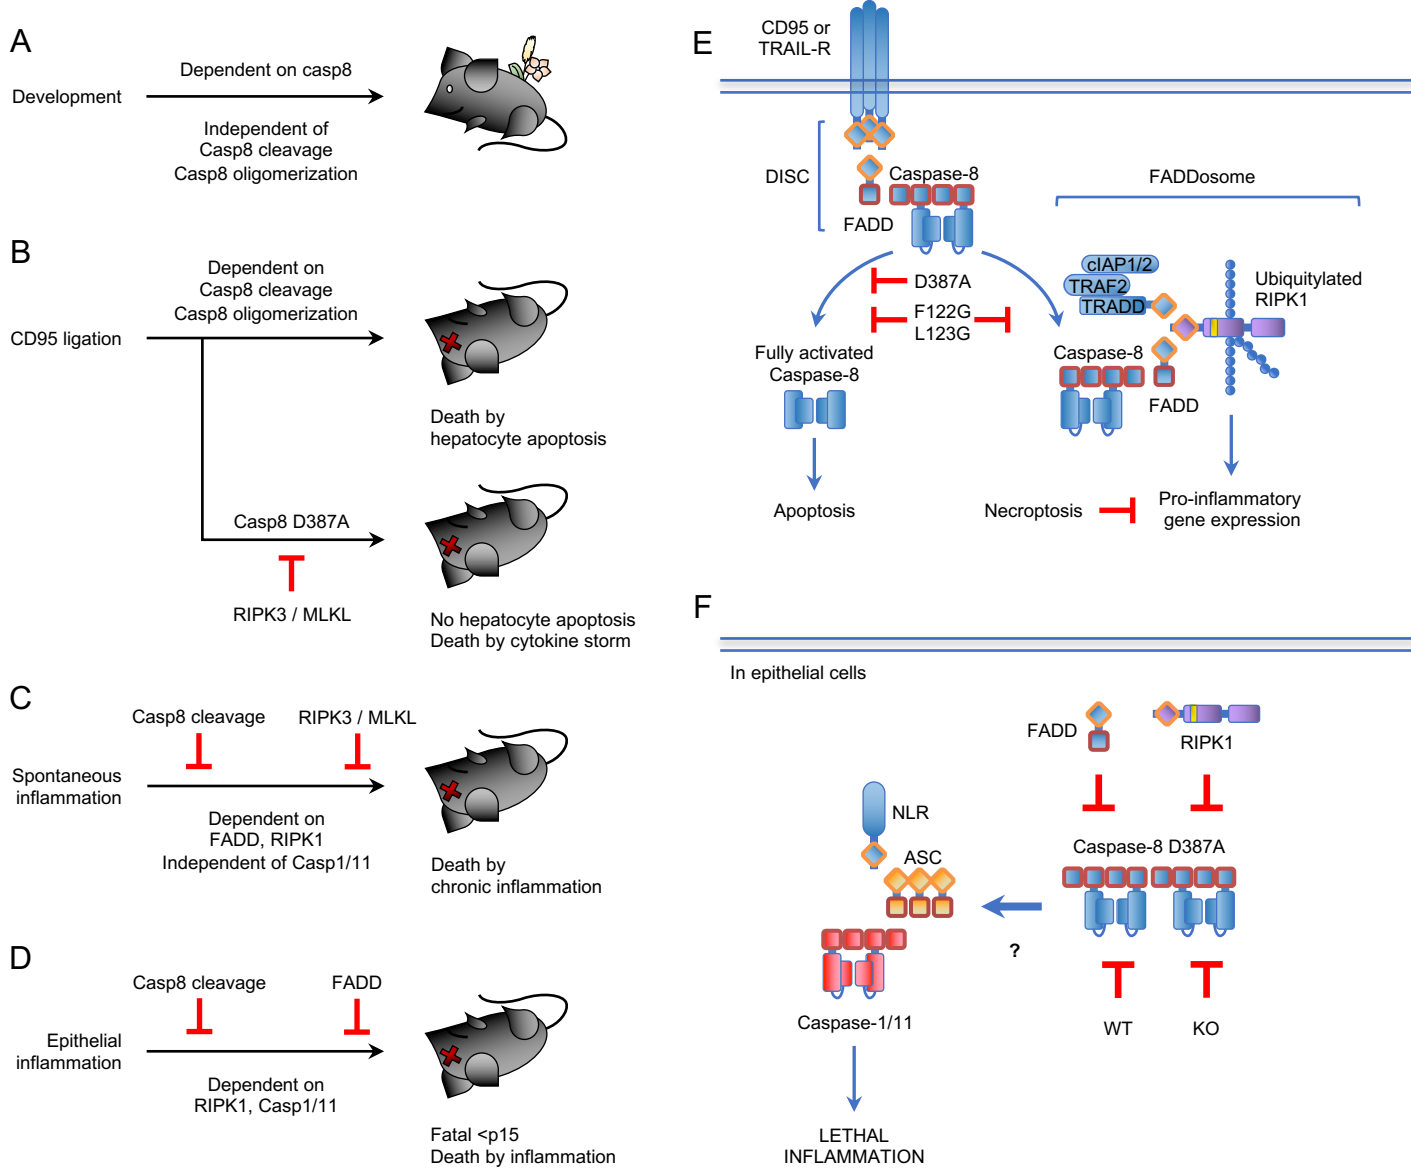 A
Dependent on casp8
Development
Independent of
Casp8 cleavage
Casp8 oligomerization
B
Dependent on
Casp8 cleavage
Casp8 oligomerization
CD95 ligation
Death by
hepatocyte apoptosis
Casp8 D387A
RIPK3 / MLKL
No hepatocyte apoptosis
Death by cytokine storm
C
Casp8 cleavage
RIPK3 / MLKL
Spontaneous
inflammation
Dependent on
FADD, RIPK1
Independent of Casp1/11
Death by
chronic inflammation
D
Casp8 cleavage
FADD
Epithelial
inflammation
Dependent on
RIPK1, Casp1/11
Fatal <p15
Death by inflammation
E
CD95 or
TRAIL-R
DISC
Caspase-8
FADD
FADDosome
D387A
F122G
L123G
cIAP1/2
TRAF2
TRADD
Ubiquitylated
RIPK1
Fully activated
Caspase-8
Caspase-8
FADD
Apoptosis
Necroptosis
Pro-inflammatory
gene expression
F
In epithelial cells
FADD
RIPK1
NLR
ASC
Caspase-8 D387A
?
Caspase-1/11
WT
KO
LETHAL
INFLAMMATION